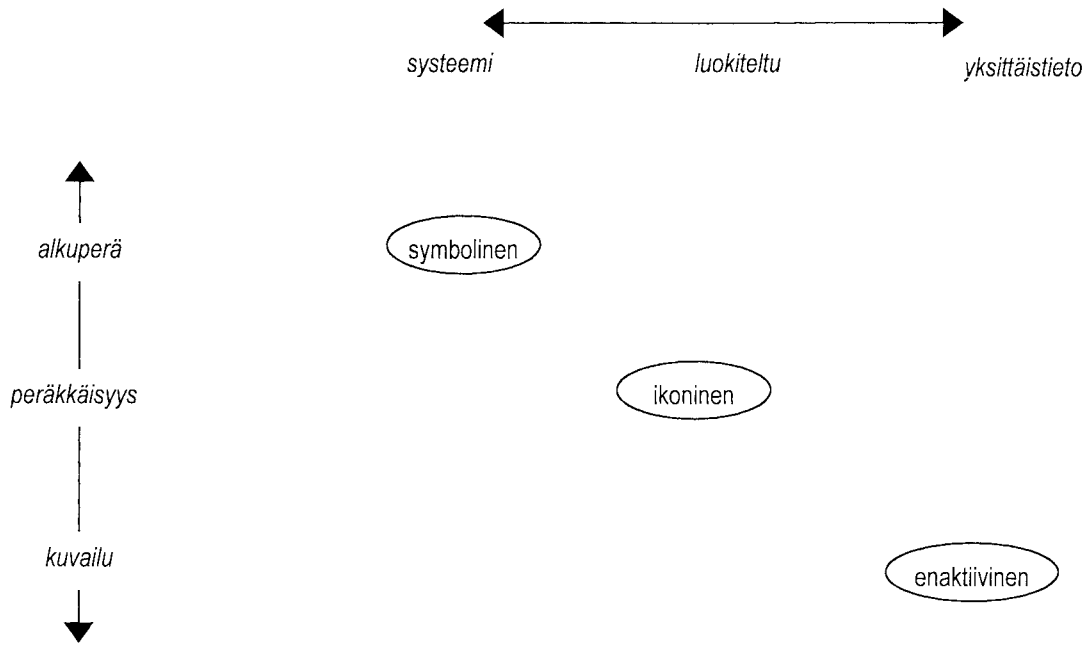 systeemi luokiteltu yksittäistieto
alkuperä symbolinen
peräkkäisyys ikoninen
kuvailu enaktiivinen